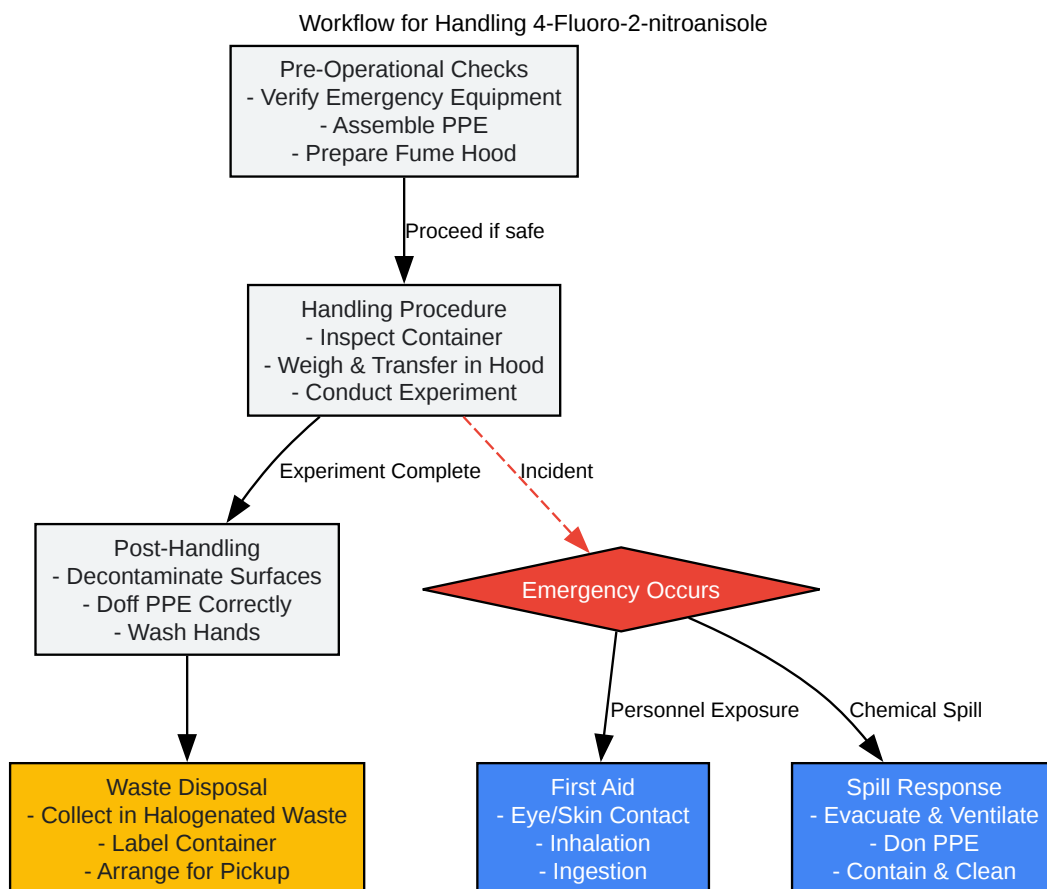 Workflow for Handling 4-Fluoro-2-nitroanisole
Pre-Operational Checks
- Verify Emergency Equipment
- Assemble PPE
- Prepare Fume Hood
Proceed if safe
Handling Procedure
- Inspect Container
- Weigh & Transfer in Hood
- Conduct Experiment
Experiment Complete
Incident
Post-Handling
- Decontaminate Surfaces
- Doff PPE Correctly
- Wash Hands
Emergency Occurs
Personnel Exposure
Chemical Spill
Waste Disposal
- Collect in Halogenated Waste
- Label Container
- Arrange for Pickup
First Aid
- Eye/Skin Contact
- Inhalation
- Ingestion
Spill Response
- Evacuate & Ventilate
- Don PPE
- Contain & Clean